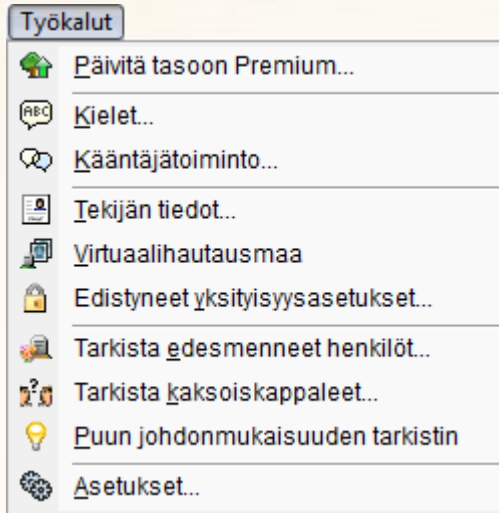 Työkalut
Päivitä tasoon Premium...
ABC
Kielet...
Kääntäjätoiminto...
Tekijän tiedot...
Virtuaalihautausmaa
Edistyneet yksityisyysasetukset...
Tarkista edesmenneet henkilöt...
Tarkista kaksoiskappaleet...
Puun johdonmukaisuuden tarkistin
Asetukset...